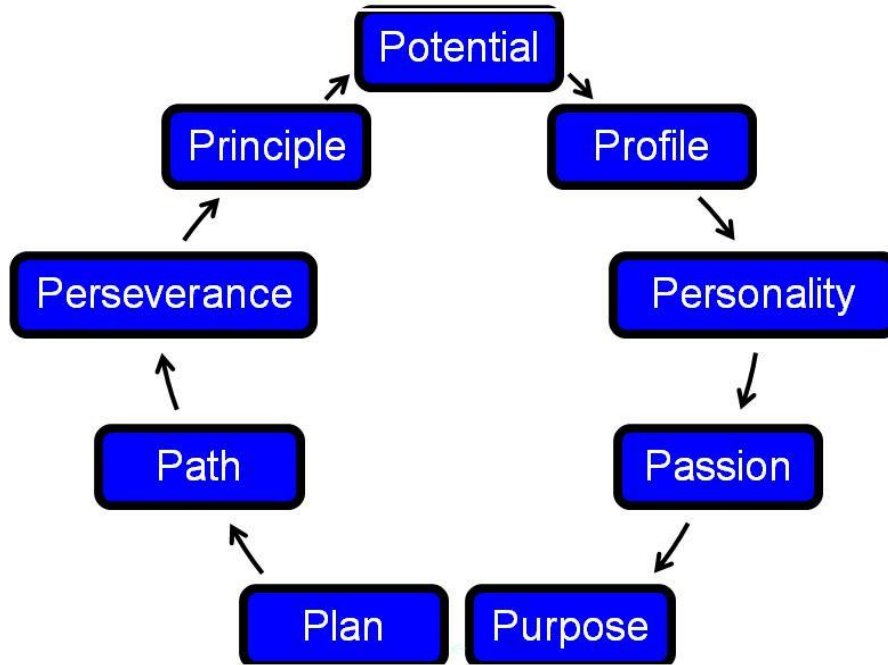 Potential
Profile
Personality
Passion
Purpose
Plan
Path
Perseverance
Principle